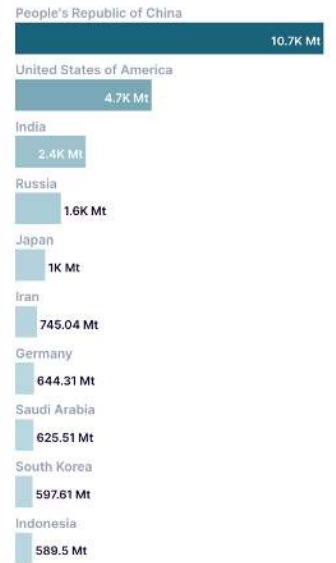 People's Republic of China
10.7K Mt
United States of America
4.7K Mt
India
2.4K Mt
Russia
1.6K Mt
Japan
1K Mt
Iran
745.04 Mt
Germany
644.31 Mt
Saudi Arabia
625.51 Mt
South Korea
597.61 Mt
Indonesia
589.5 Mt